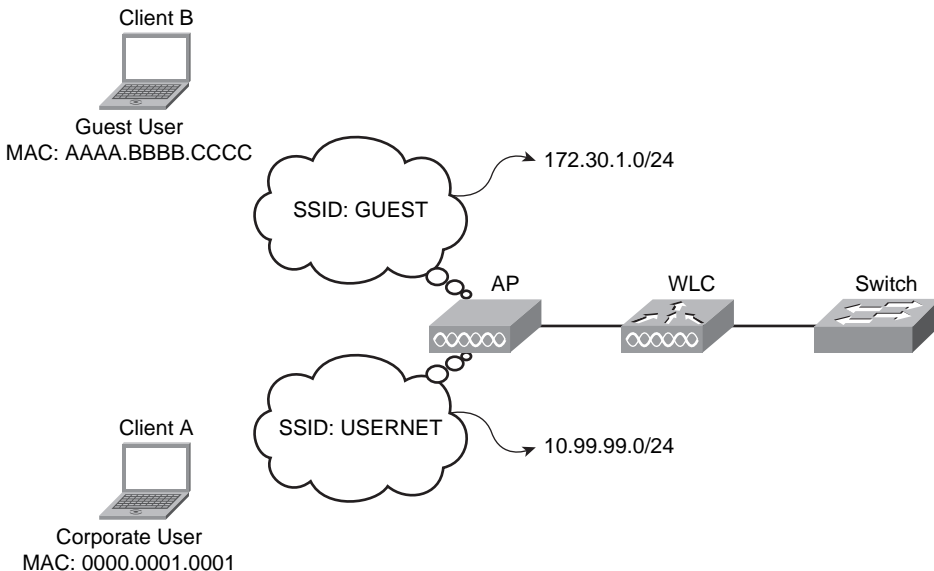 Client B
Guest User
MAC: AAAA.BBBB.CCCC
172.30.1.0/24
SSID: GUEST
AP
WLC
Switch
SSID: USERNET
10.99.99.0/24
Client A
Corporate User
MAC: 0000.0001.0001